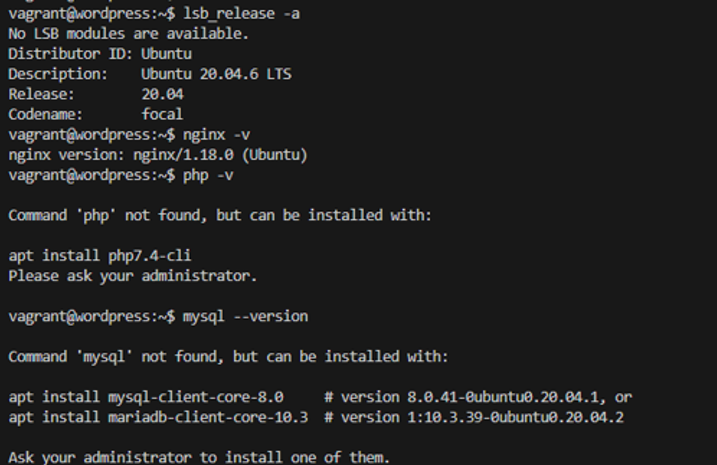 vagrant@wordpress:~$ lsb_release -a
No LSB modules are available.
Distributor ID: Ubuntu
Description:    Ubuntu 20.04.6 LTS
Release:        20.04
Codename:       focal
vagrant@wordpress:~$ nginx -v
nginx version: nginx/1.18.0 (Ubuntu)
vagrant@wordpress:~$ php -v
Command 'php' not found, but can be installed with:
apt install php7.4-cli
Please ask your administrator.
vagrant@wordpress:~$ mysql --version
Command 'mysql' not found, but can be installed with:
apt install mysql-client-core-8.0     # version 8.0.41-0ubuntu0.20.04.1, or
apt install mariadb-client-core-10.3  # version 1:10.3.39-0ubuntu0.20.04.2
Ask your administrator to install one of them.